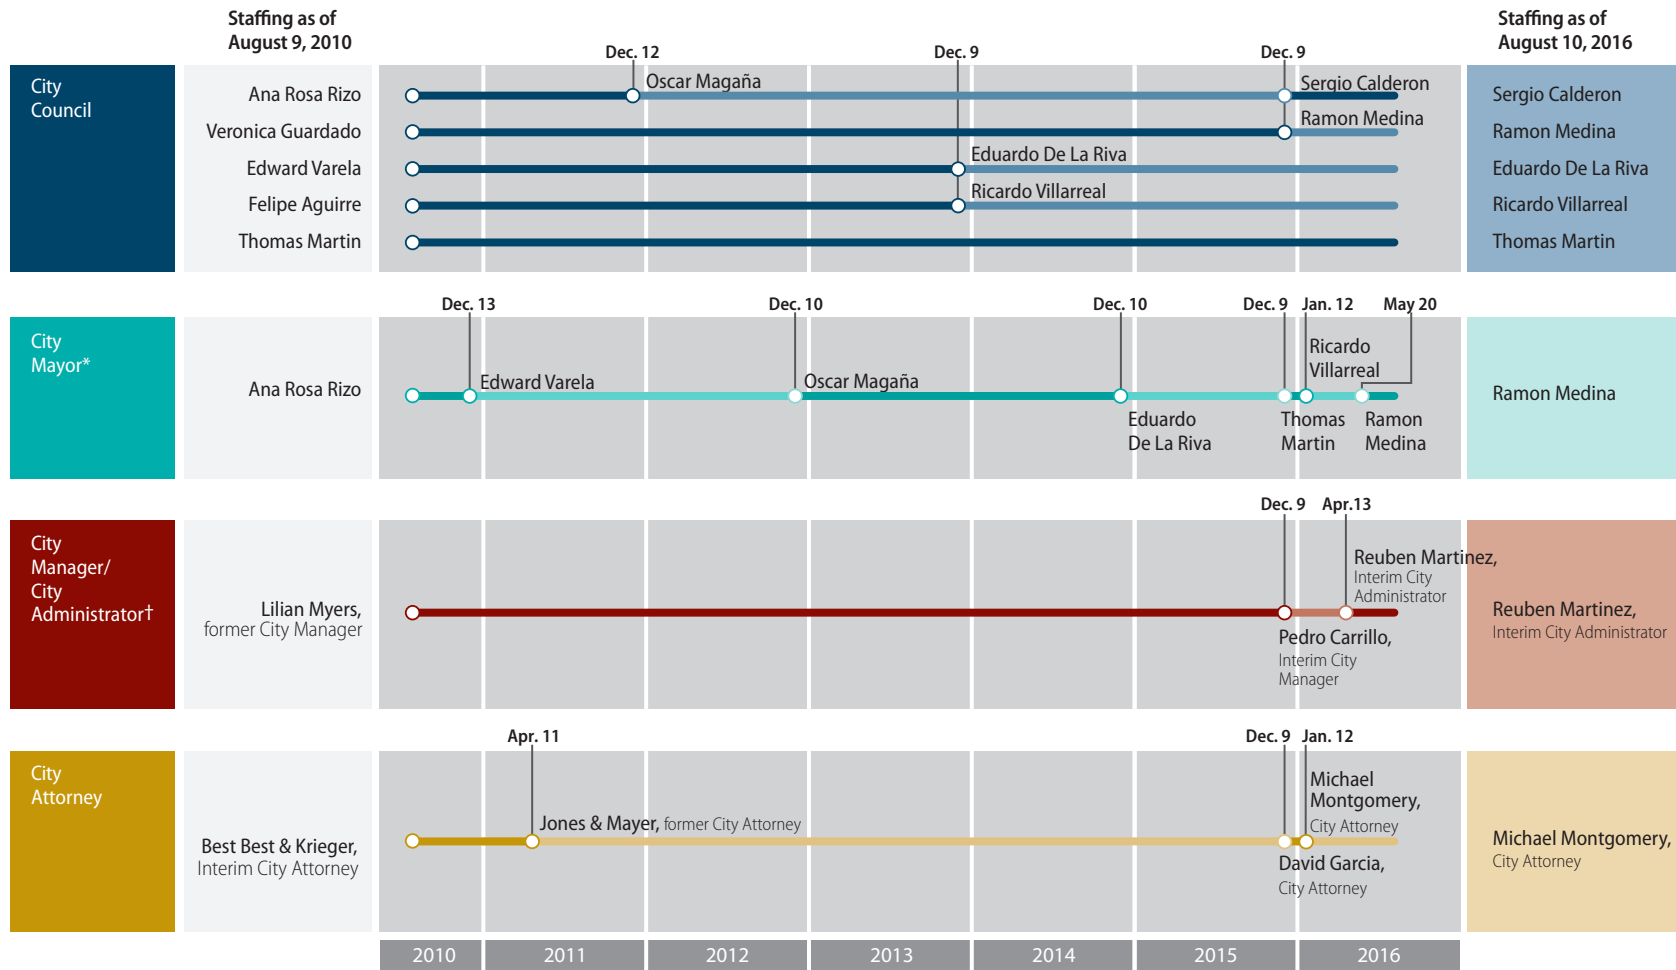 Staffing as of
August 9, 2010
Staffing as of
August 10, 2016
Dec. 12
Dec. 9
Dec. 9
City
Council
Ana Rosa Rizo
Veronica Guardado
Edward Varela
Felipe Aguirre
Thomas Martin
Oscar Magaña
Sergio Calderon
Ramon Medina
Eduardo De La Riva
Ricardo Villarreal
Sergio Calderon
Ramon Medina
Eduardo De La Riva
Ricardo Villarreal
Thomas Martin
Dec. 13
Dec. 10
Dec. 10
Dec. 9
Jan. 12
May 20
City
Mayor*
Ana Rosa Rizo
Edward Varela
Oscar Magaña
Eduardo
De La Riva
Thomas
Martin
Ricardo
Villarreal
Ramon
Medina
Ramon Medina
Dec. 9
Apr.13
City
Manager/
City
Administrator†
Lilian Myers,
former City Manager
Pedro Carrillo,
Interim City
Manager
Reuben Martinez,
Interim City
Administrator
Reuben Martinez,
Interim City Administrator
Apr. 11
Dec. 9
Jan. 12
City
Attorney
Best Best & Krieger,
Interim City Attorney
Jones & Mayer, former City Attorney
David Garcia,
City Attorney
Michael
Montgomery,
City Attorney
Michael Montgomery,
City Attorney
2010
2011
2012
2013
2014
2015
2016